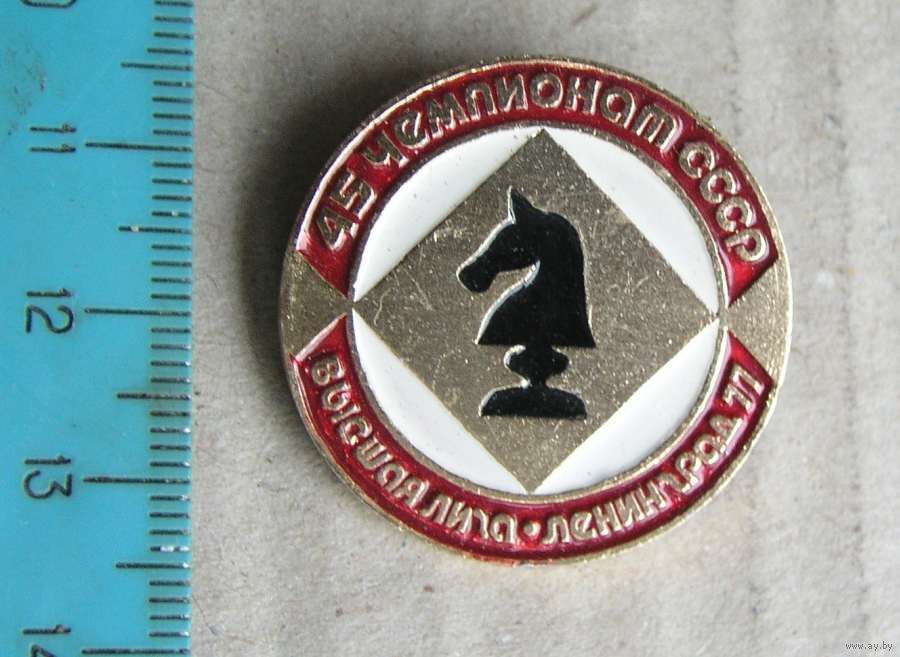 45 чемпионат СССР
высшая лига • Ленинград 77
11
12
13
14
www.ay.by